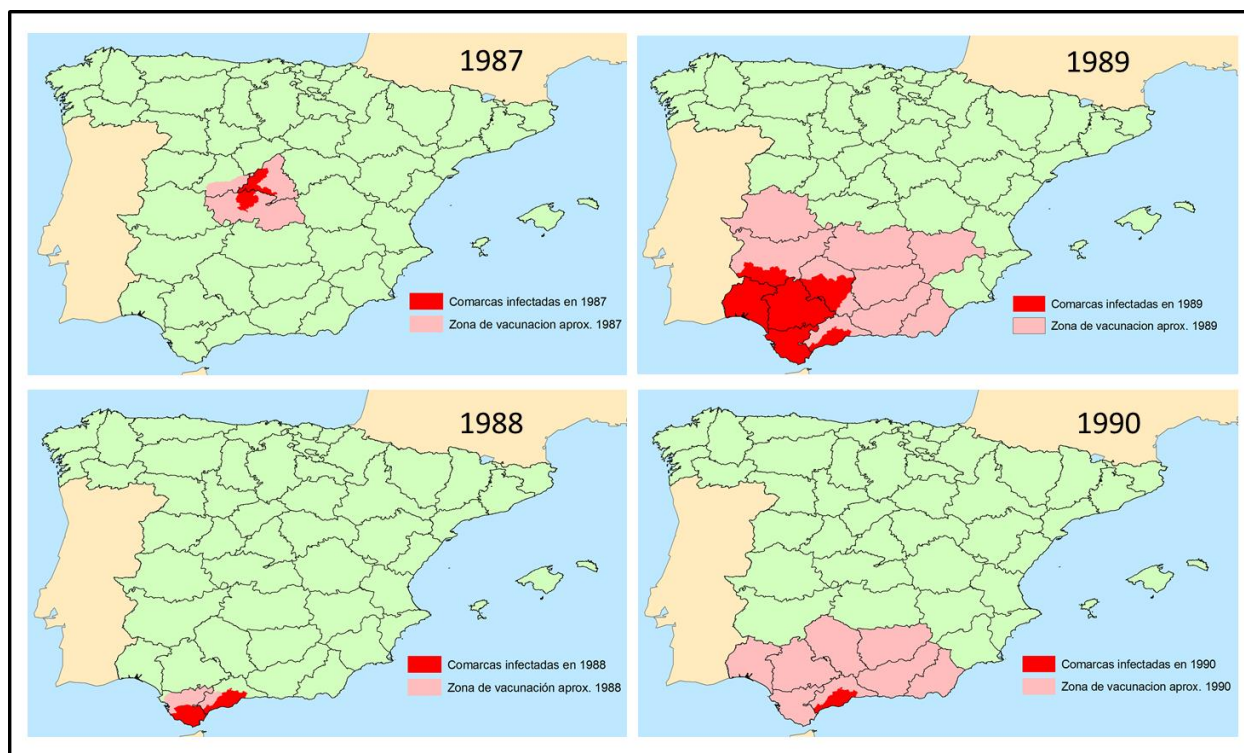 1987
Comarcas infectadas en 1987
Zona de vacunacion aprox. 1987
1989
Comarcas infectadas en 1989
Zona de vacunacion aprox. 1989
1988
Comarcas infectadas en 1988
Zona de vacunación aprox. 1988
1990
Comarcas infectadas en 1990
Zona de vacunacion aprox. 1990